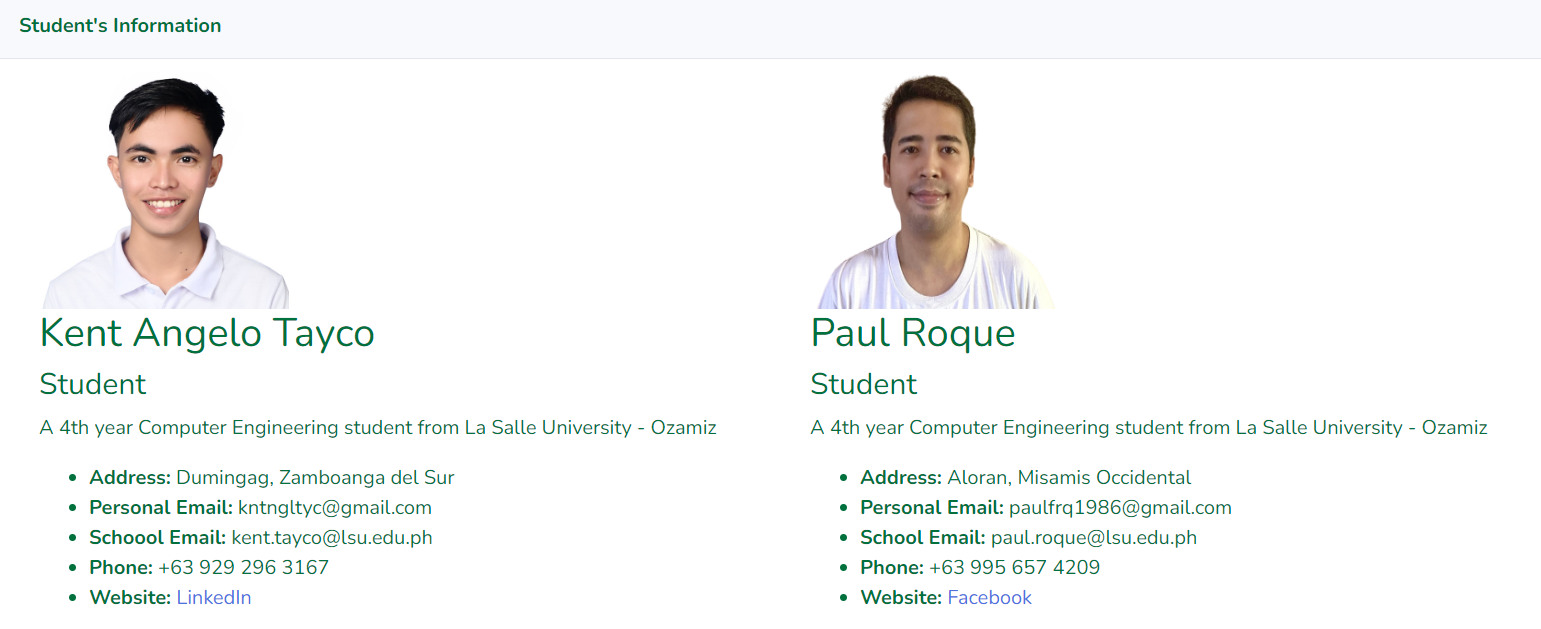 Student's Information
Kent Angelo Tayco
Student
A 4th year Computer Engineering student from La Salle University - Ozamiz
Address: Dumingag, Zamboanga del Sur
Personal Email: kntngltyc@gmail.com
Schoool Email: kent.tayco@lsu.edu.ph
Phone: +63 929 296 3167
Website: LinkedIn
Paul Roque
Student
A 4th year Computer Engineering student from La Salle University - Ozamiz
Address: Aloran, Misamis Occidental
Personal Email: paulfrq1986@gmail.com
School Email: paul.roque@lsu.edu.ph
Phone: +63 995 657 4209
Website: Facebook